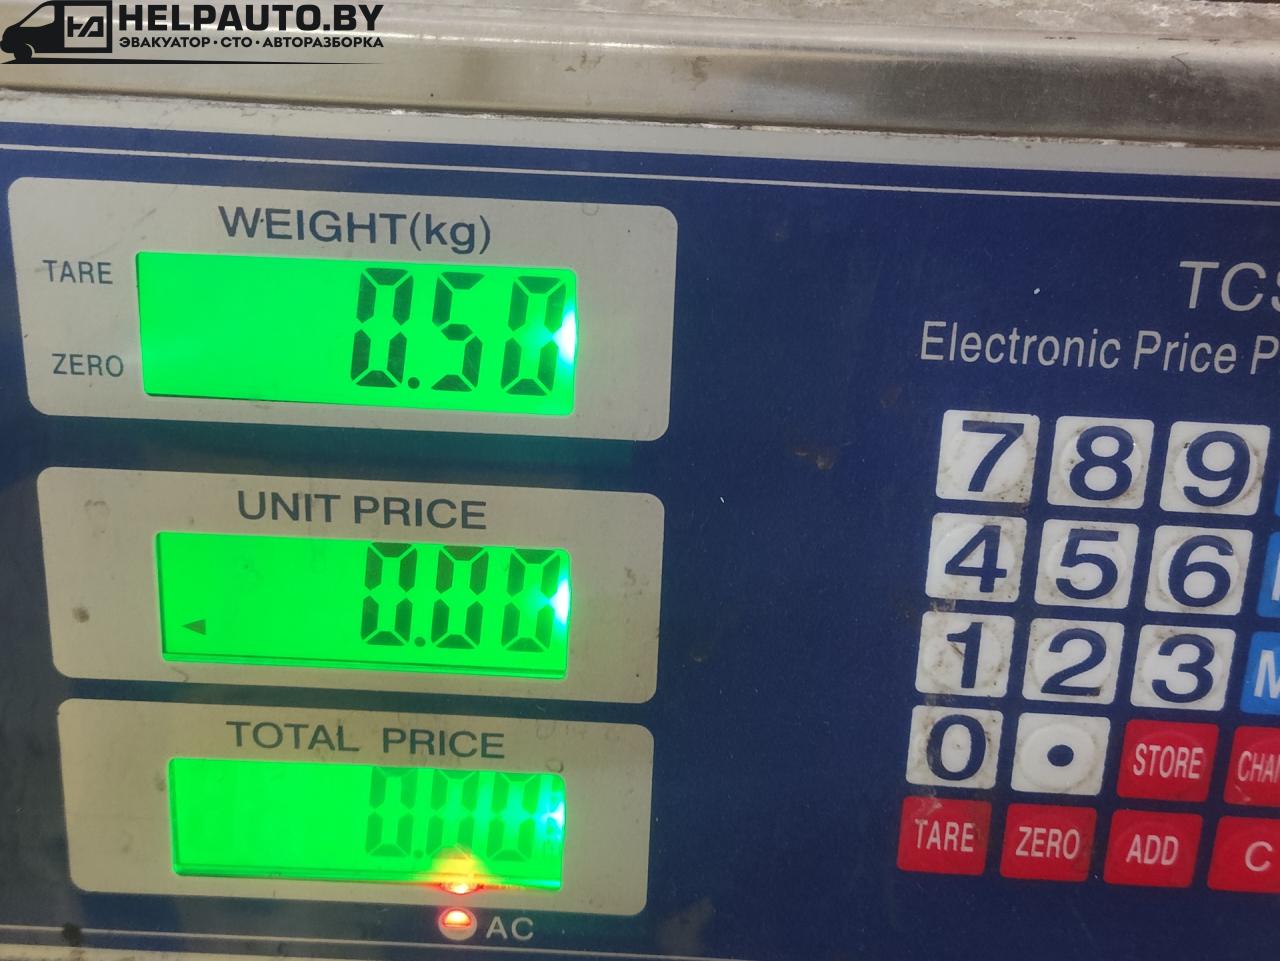 HELPAUTO.BY
ЭВАКУАТОР · СТО · АВТОРАЗБОРКА
WEIGHT(kg)
TARE
0.50
ZERO
UNIT PRICE
0.00
TOTAL PRICE
0.00
AC
TCS
Electronic Price P
7 8 9
4 5 6
1 2 3 M
0 • STORE CHAN
TARE ZERO ADD C